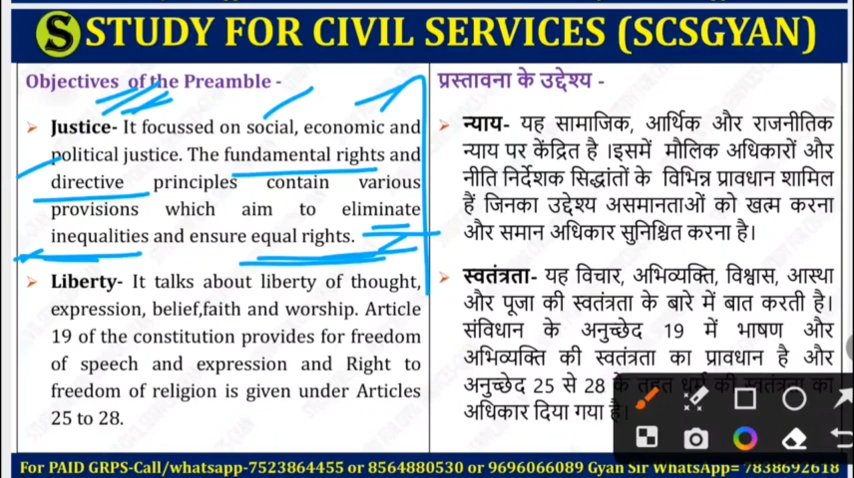 S STUDY FOR CIVIL SERVICES (SCSGYAN)
Objectives of the Preamble -
Justice- It focussed on social, economic and
political justice. The fundamental rights and
directive principles contain various
provisions which aim to eliminate
inequalities and ensure equal rights.
Liberty- It talks about liberty of thought,
expression, belief,faith and worship. Article
19 of the constitution provides for freedom
of speech and expression and Right to
freedom of religion is given under Articles
25 to 28.
प्रस्तावना के उद्देश्य -
न्याय- यह सामाजिक, आर्थिक और राजनीतिक
न्याय पर केंद्रित है ।इसमें मौलिक अधिकारों और
नीति निर्देशक सिद्धांतों के विभिन्न प्रावधान शामिल
हैं जिनका उद्देश्य असमानताओं को खत्म करना
और समान अधिकार सुनिश्चित करना है।
स्वतंत्रता- यह विचार, अभिव्यक्ति, विश्वास, आस्था
और पूजा की स्वतंत्रता के बारे में बात करती है।
संविधान के अनुच्छेद 19 में भाषण और
अभिव्यक्ति की स्वतंत्रता का प्रावधान है और
अनुच्छेद 25 से 28 के तहत धर्म की स्वतंत्रता का
अधिकार दिया गया है।
For PAID GRPS-Call/whatsapp-7523864455 or 8564880530 or 9696066089 Gyan Sir WhatsApp= 7838692618